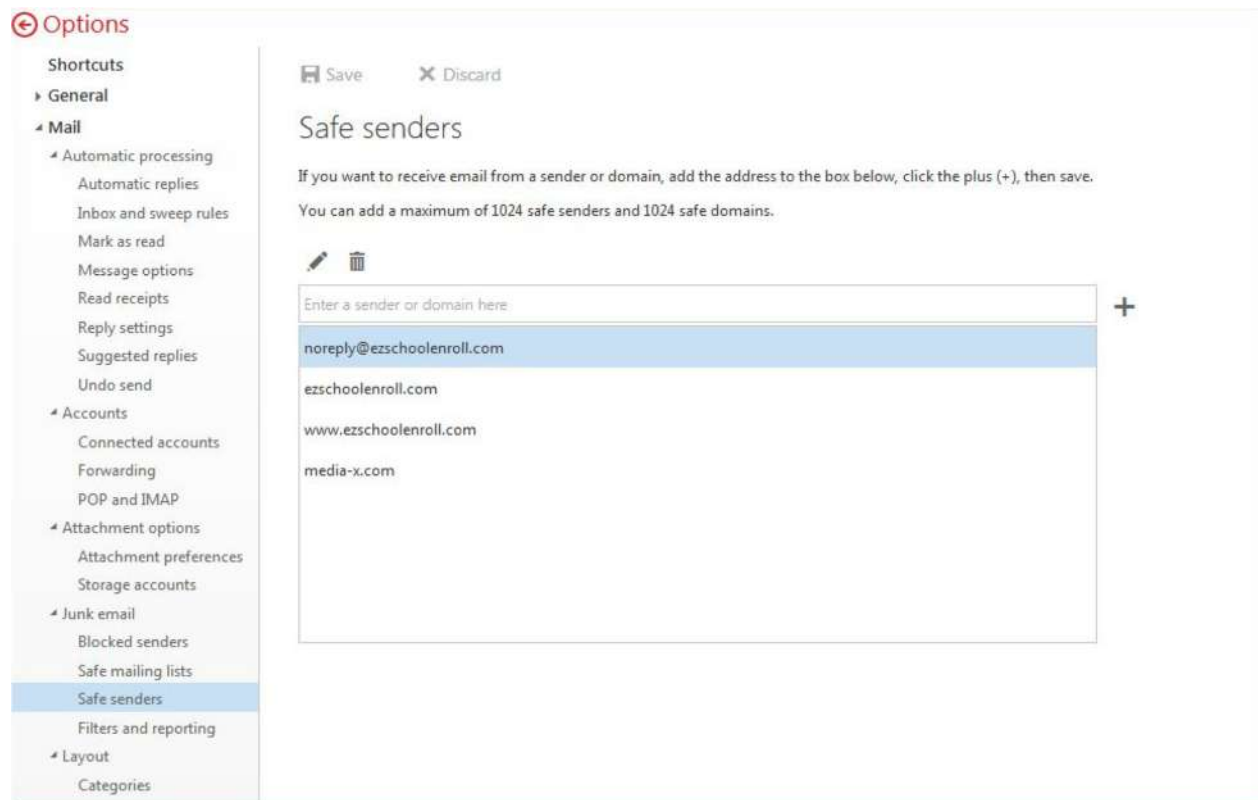 Options
Shortcuts
General
Mail
Automatic processing
Automatic replies
Inbox and sweep rules
Mark as read
Message options
Read receipts
Reply settings
Suggested replies
Undo send
Accounts
Connected accounts
Forwarding
POP and IMAP
Attachment options
Attachment preferences
Storage accounts
Junk email
Blocked senders
Safe mailing lists
Safe senders
Filters and reporting
Layout
Categories
Save Discard
Safe senders
If you want to receive email from a sender or domain, add the address to the box below, click the plus (+), then save.
You can add a maximum of 1024 safe senders and 1024 safe domains.
Enter a sender or domain here
noreply@ezschoolenroll.com
ezschoolenroll.com
www.ezschoolenroll.com
media-x.com